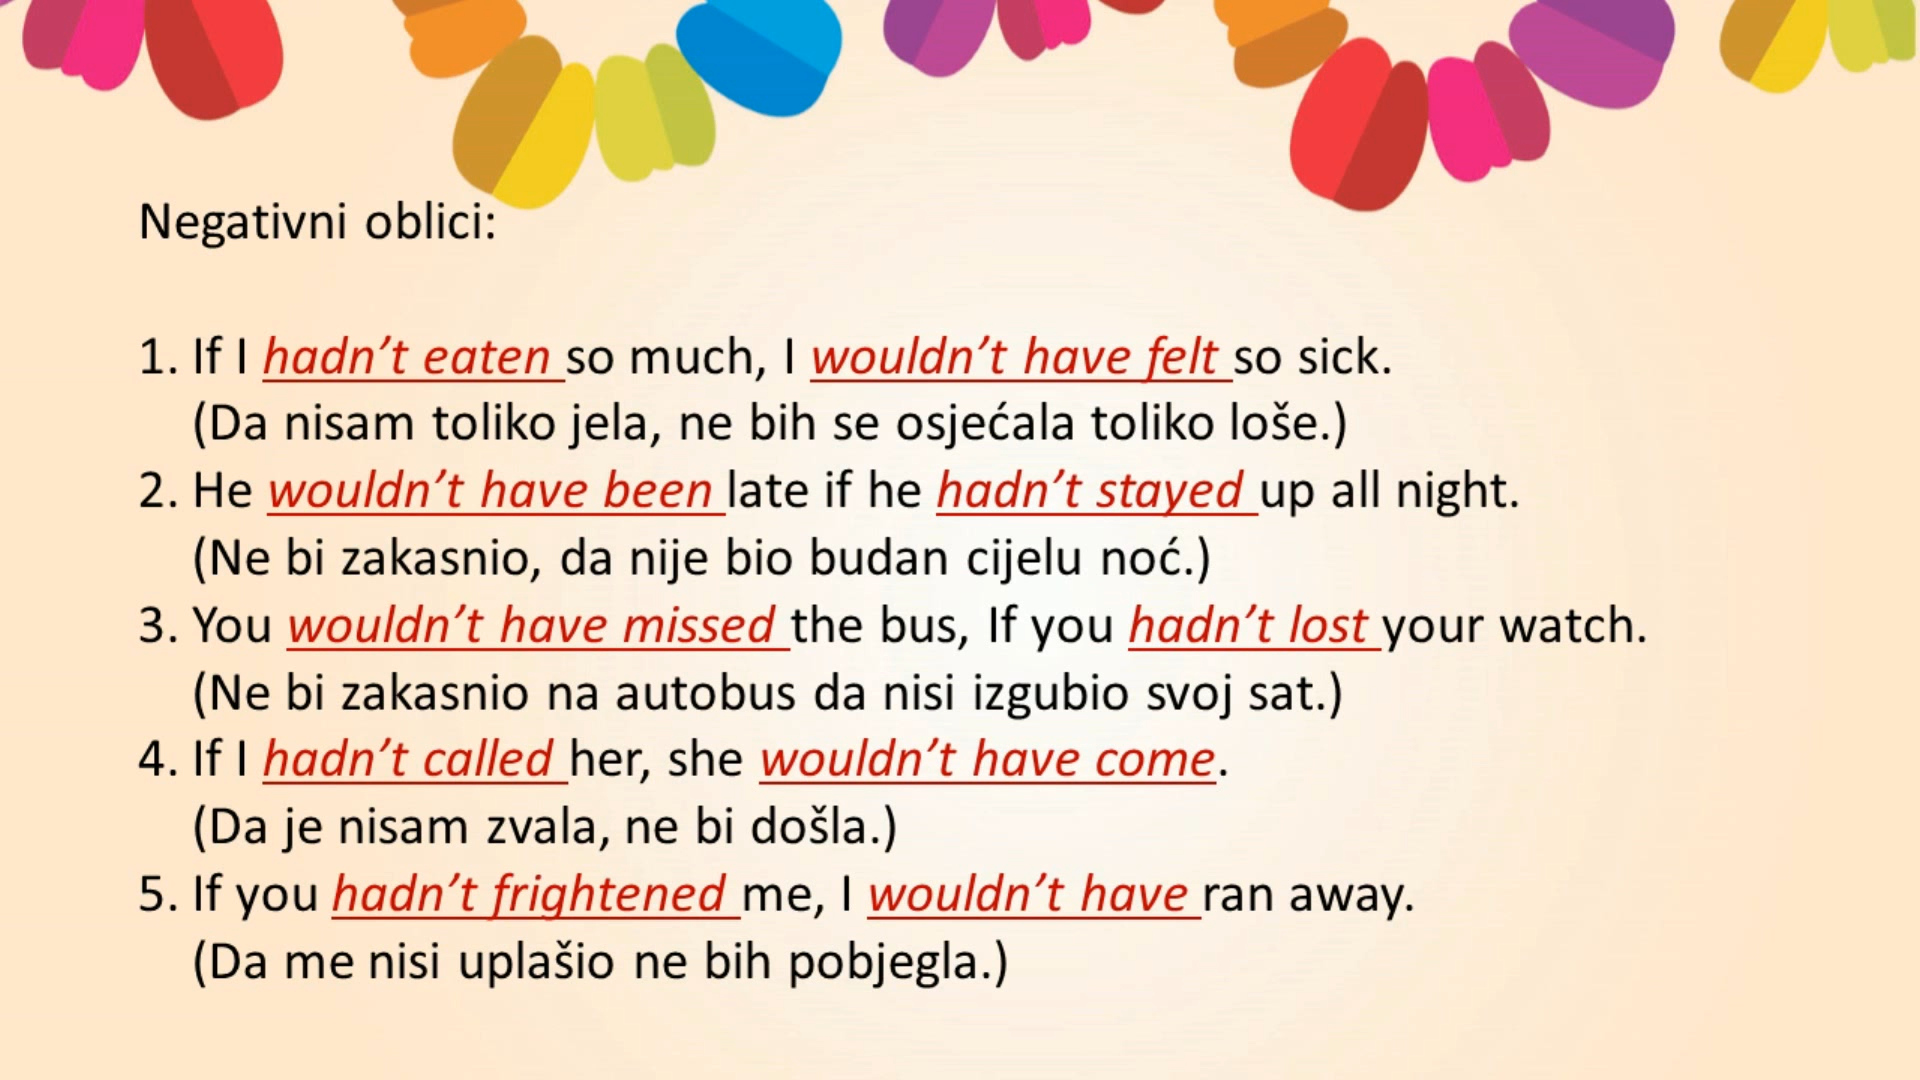 Negativni oblici:
1. If I hadn’t eaten so much, I wouldn’t have felt so sick.
(Da nisam toliko jela, ne bih se osjećala toliko loše.)
2. He wouldn’t have been late if he hadn’t stayed up all night.
(Ne bi zakasnio, da nije bio budan cijelu noć.)
3. You wouldn’t have missed the bus, If you hadn’t lost your watch.
(Ne bi zakasnio na autobus da nisi izgubio svoj sat.)
4. If I hadn’t called her, she wouldn’t have come.
(Da je nisam zvala, ne bi došla.)
5. If you hadn’t frightened me, I wouldn’t have ran away.
(Da me nisi uplašio ne bih pobjegla.)